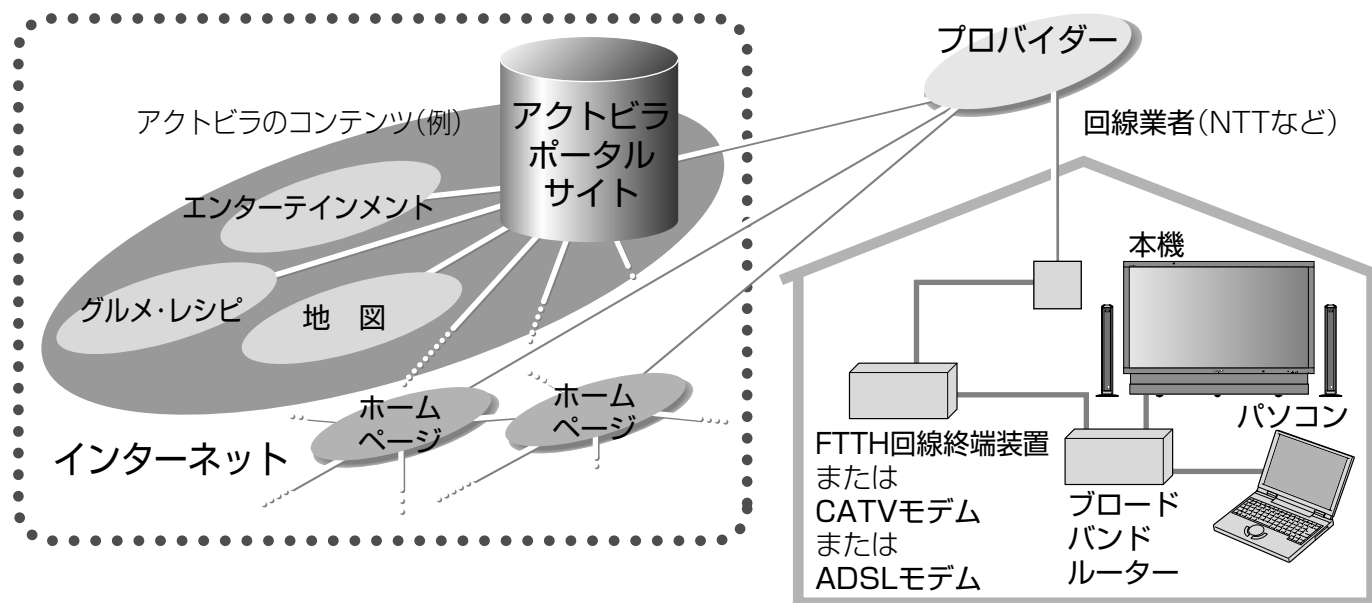 アクトビラのコンテンツ(例)
アクトビラ
ポータル
サイト
エンターテインメント
グルメ・レシピ
地 図
ホーム
ページ
ホーム
ページ
インターネット
プロバイダー
回線業者(NTTなど)
本機
パソコン
FTTH回線終端装置
または
CATVモデム
または
ADSLモデム
ブロード
バンド
ルーター